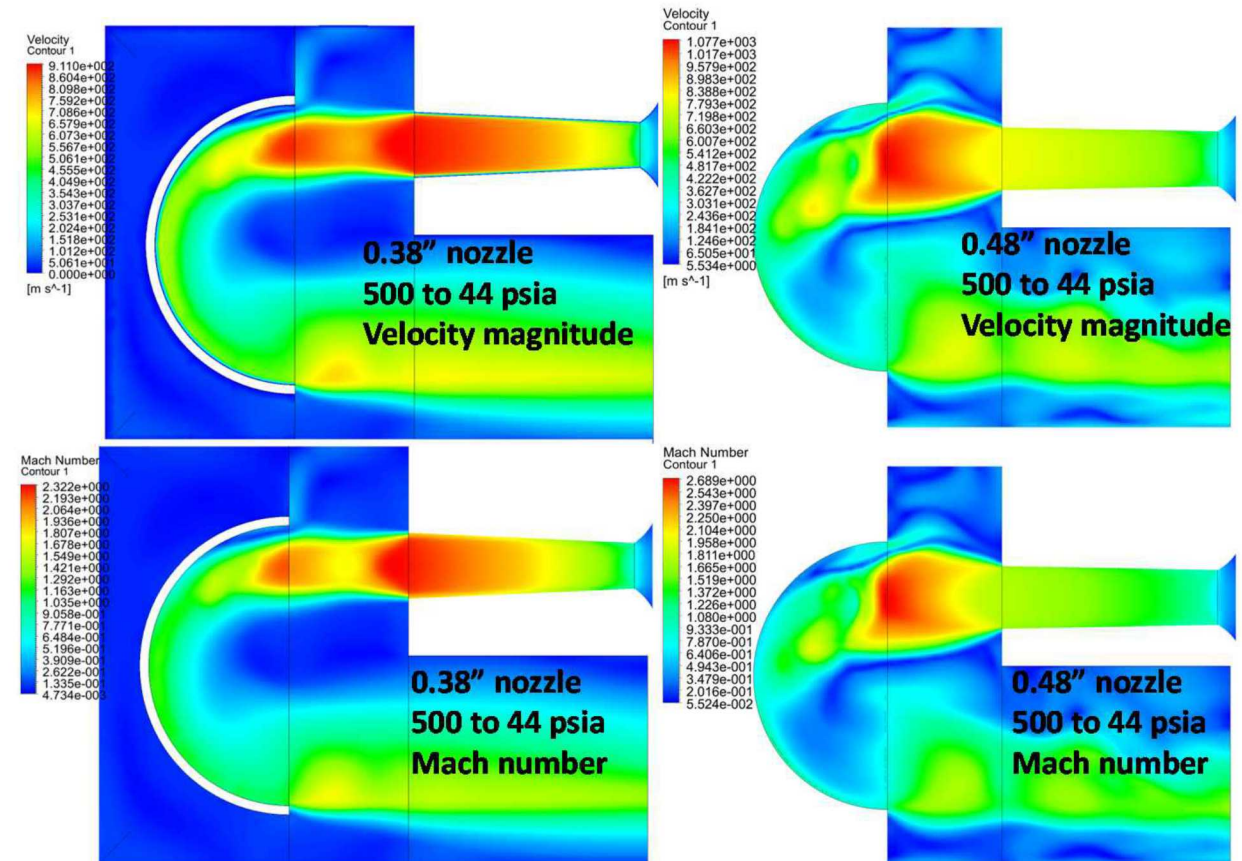 Velocity
Contour 1
9.110e+002
8.604e+002
8.098e+002
7.592e+002
7.086e+002
6.579e+002
6.073e+002
5.567e+002
5.061e+002
4.555e+002
4.049e+002
3.543e+002
3.037e+002
2.531e+002
2.024e+002
1.518e+002
1.012e+002
5.061e+001
0.000e+000
[m s^-1]
0.38” nozzle
500 to 44 psia
Velocity magnitude
Velocity
Contour 1
1.077e+003
1.017e+003
9.579e+002
8.983e+002
8.388e+002
7.793e+002
7.198e+002
6.603e+002
6.007e+002
5.412e+002
4.817e+002
4.222e+002
3.627e+002
3.031e+002
2.436e+002
1.841e+002
1.246e+002
6.505e+001
5.534e+000
[m s^-1]
0.48” nozzle
500 to 44 psia
Velocity magnitude
Mach Number
Contour 1
2.322e+000
2.193e+000
2.064e+000
1.936e+000
1.807e+000
1.678e+000
1.549e+000
1.421e+000
1.292e+000
1.163e+000
1.035e+000
9.058e-001
7.771e-001
6.484e-001
5.196e-001
3.909e-001
2.622e-001
1.335e-001
4.734e-003
0.38” nozzle
500 to 44 psia
Mach number
Mach Number
Contour 1
2.689e+000
2.543e+000
2.397e+000
2.250e+000
2.104e+000
1.958e+000
1.811e+000
1.665e+000
1.519e+000
1.372e+000
1.226e+000
1.080e+000
9.333e-001
7.870e-001
6.406e-001
4.943e-001
3.479e-001
2.016e-001
5.524e-002
0.48” nozzle
500 to 44 psia
Mach number